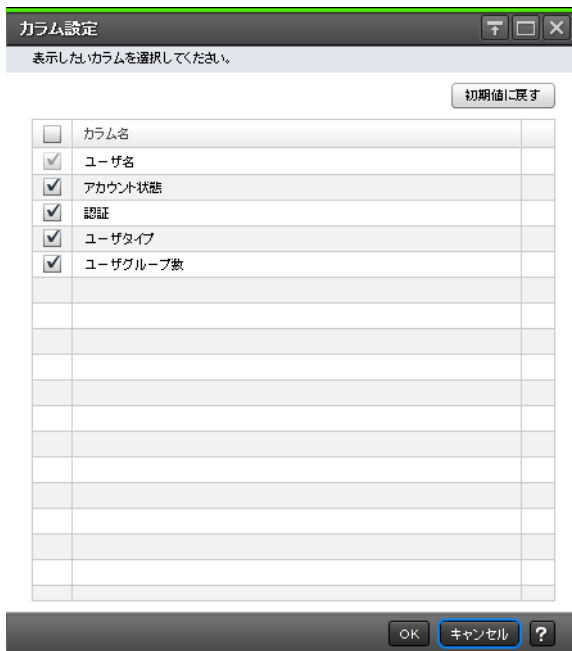 カラム設定
表示したいカラムを選択してください。
初期値に戻す
カラム名
ユーザ名
アカウント状態
認証
ユーザタイプ
ユーザグループ数
OK キャンセル ?